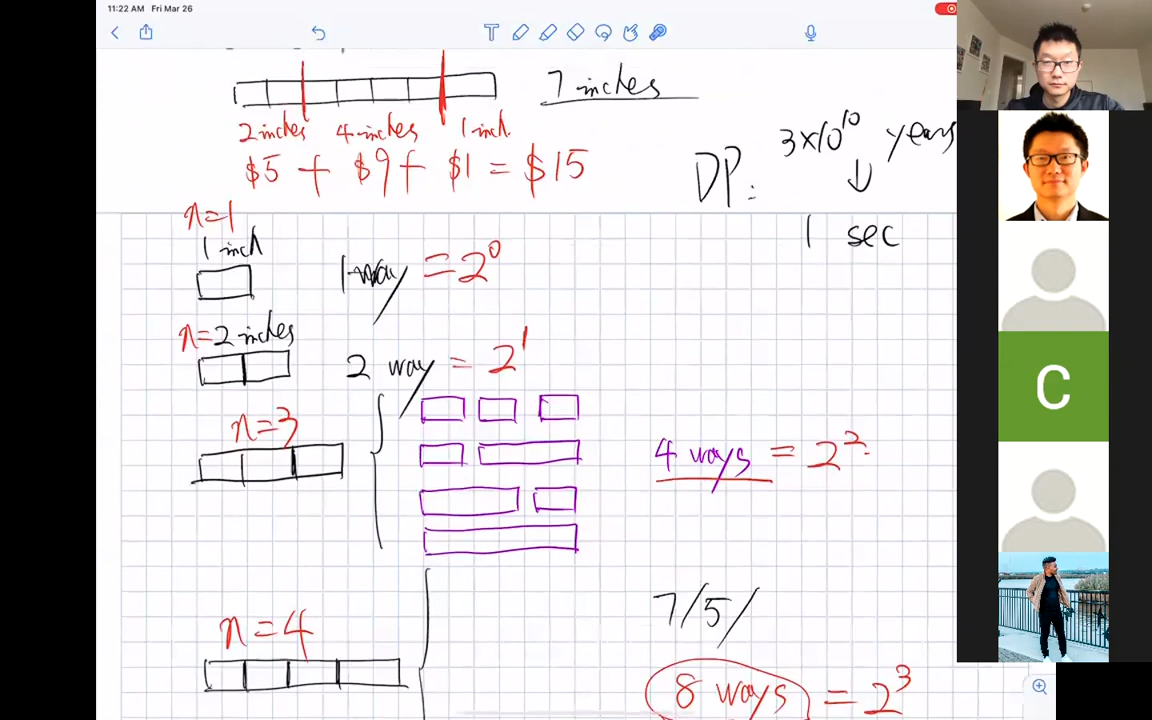 11:22 AM Fri Mar 26
7 inches
2 inches 4 inches 1 inch
$5 + $9 + $1 = $15
DP:
3x10^10 years
↓
1 sec
n=1
1 inch
1 way = 2^0
n=2 inches
2 way = 2^1
n=3
4 ways = 2^2
C
n=4
7/5/
8 ways = 2^3